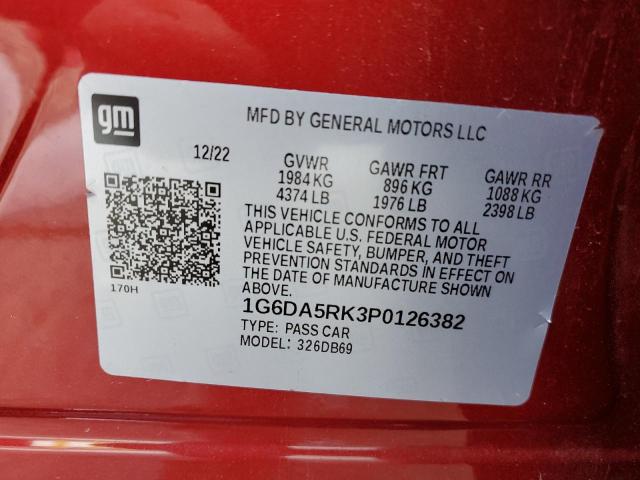 gm
MFD BY GENERAL MOTORS LLC
12/22
GVWR GAWR FRT GAWR RR
1984 KG 896 KG 1088 KG
4374 LB 1976 LB 2398 LB
THIS VEHICLE CONFORMS TO ALL
APPLICABLE U.S. FEDERAL MOTOR
VEHICLE SAFETY, BUMPER, AND THEFT
PREVENTION STANDARDS IN EFFECT ON
THE DATE OF MANUFACTURE SHOWN
ABOVE.
170H
1G6DA5RK3P0126382
TYPE: PASS CAR
MODEL: 326DB69